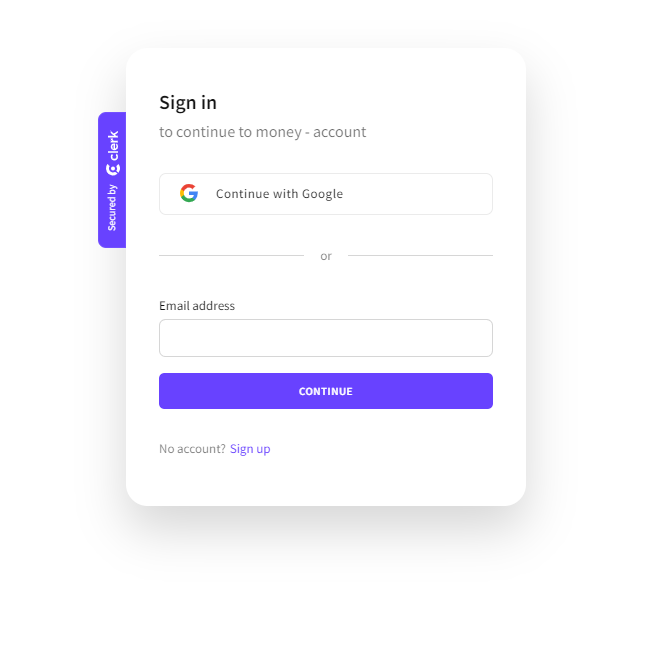 Sign in
to continue to money - account
Secured by clerk
Continue with Google
or
Email address
CONTINUE
No account? Sign up